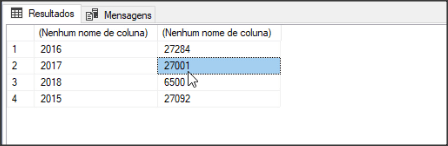 Resultados Mensagens
(Nenhum nome de coluna) (Nenhum nome de coluna)
1 2016 27284
2 2017 27001
3 2018 6500
4 2015 27092